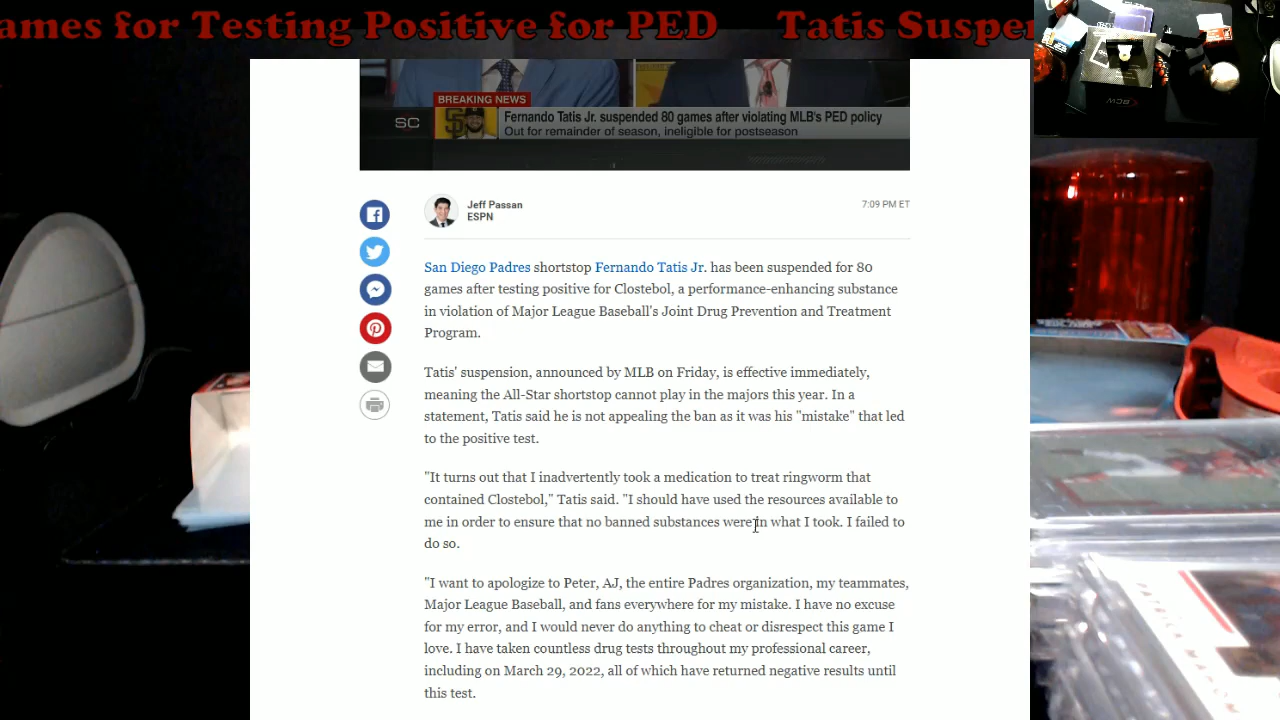 ames for Testing Positive for PED Tatis Suspen
BREAKING NEWS
SC
Fernando Tatis Jr. suspended 80 games after violating MLB's PED policy
Out for remainder of season, ineligible for postseason
Jeff Passan
ESPN
7:09 PM ET
San Diego Padres shortstop Fernando Tatis Jr. has been suspended for 80
games after testing positive for Clostebol, a performance-enhancing substance
in violation of Major League Baseball's Joint Drug Prevention and Treatment
Program.
Tatis' suspension, announced by MLB on Friday, is effective immediately,
meaning the All-Star shortstop cannot play in the majors this year. In a
statement, Tatis said he is not appealing the ban as it was his "mistake" that led
to the positive test.
"It turns out that I inadvertently took a medication to treat ringworm that
contained Clostebol," Tatis said. "I should have used the resources available to
me in order to ensure that no banned substances were in what I took. I failed to
do so.
"I want to apologize to Peter, AJ, the entire Padres organization, my teammates,
Major League Baseball, and fans everywhere for my mistake. I have no excuse
for my error, and I would never do anything to cheat or disrespect this game I
love. I have taken countless drug tests throughout my professional career,
including on March 29, 2022, all of which have returned negative results until
this test.